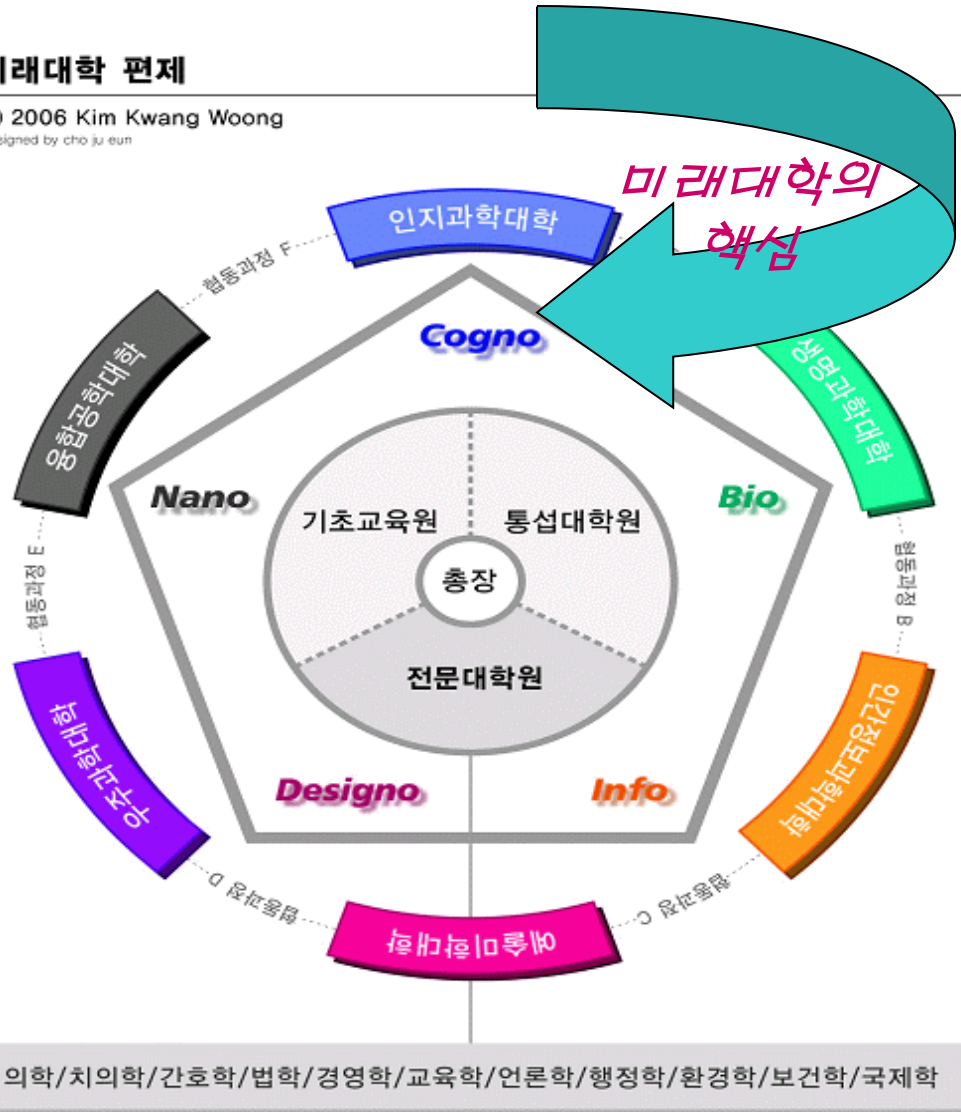 래대학 편제
2006 Kim Kwang Woong
signed by cho ju eun
미래대학의
핵심
인지과학대학
협동과정 F
생명과학대학
융합공학대학
Cogno
Nano
Bio
기초교육원
통섭대학원
총장
전문대학원
협동과정 E
협동과정 B
우주과학대학
인간정보과학대학
Designo
Info
협동과정 D
협동과정 C
예술미학대학
의학/치의학/간호학/법학/경영학/교육학/언론학/행정학/환경학/보건학/국제학